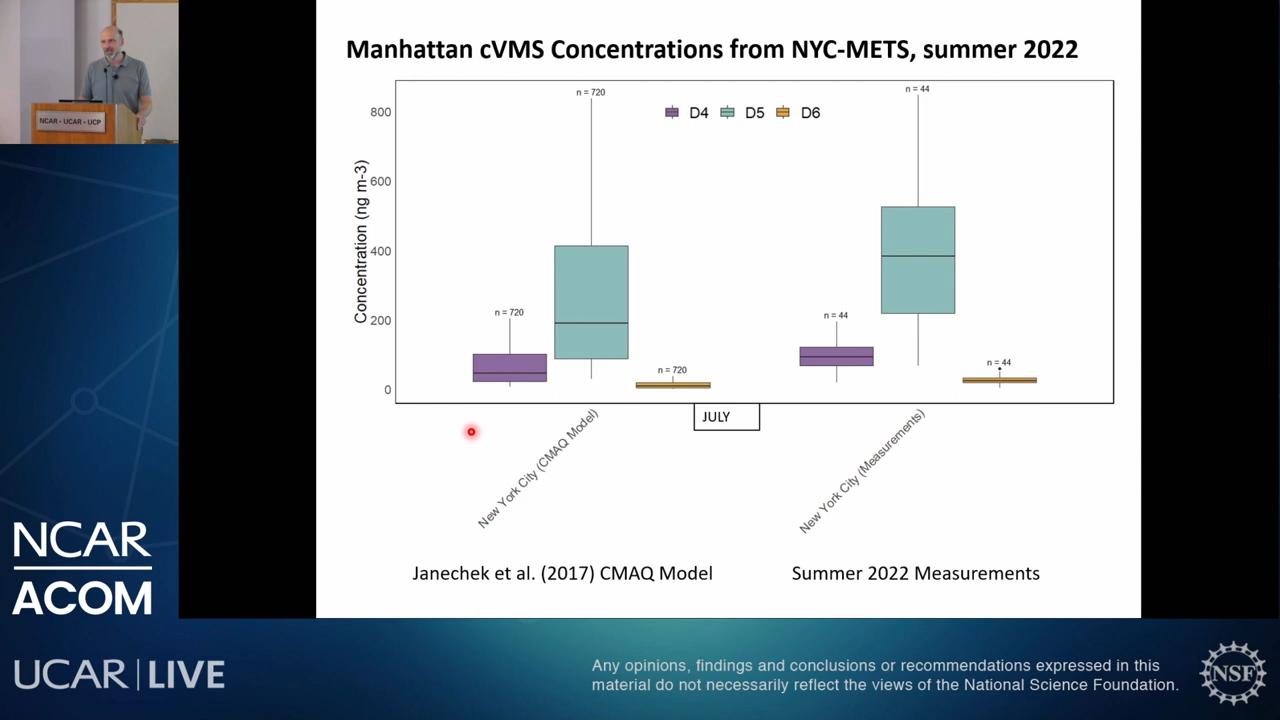 Manhattan cVMS Concentrations from NYC-METS, summer 2022
n = 720
n = 44
D4 D5 D6
800
600
400
200
0
Concentration (ng m-3)
n = 720
n = 720
n = 44
n = 44
JULY
New York City (CMAQ Model)
New York City (Measurements)
Janechek et al. (2017) CMAQ Model
Summer 2022 Measurements
NCAR - UCAR - UCP
NCAR
ACOM
UCAR | LIVE
Any opinions, findings and conclusions or recommendations expressed in this
material do not necessarily reflect the views of the National Science Foundation.
NSF